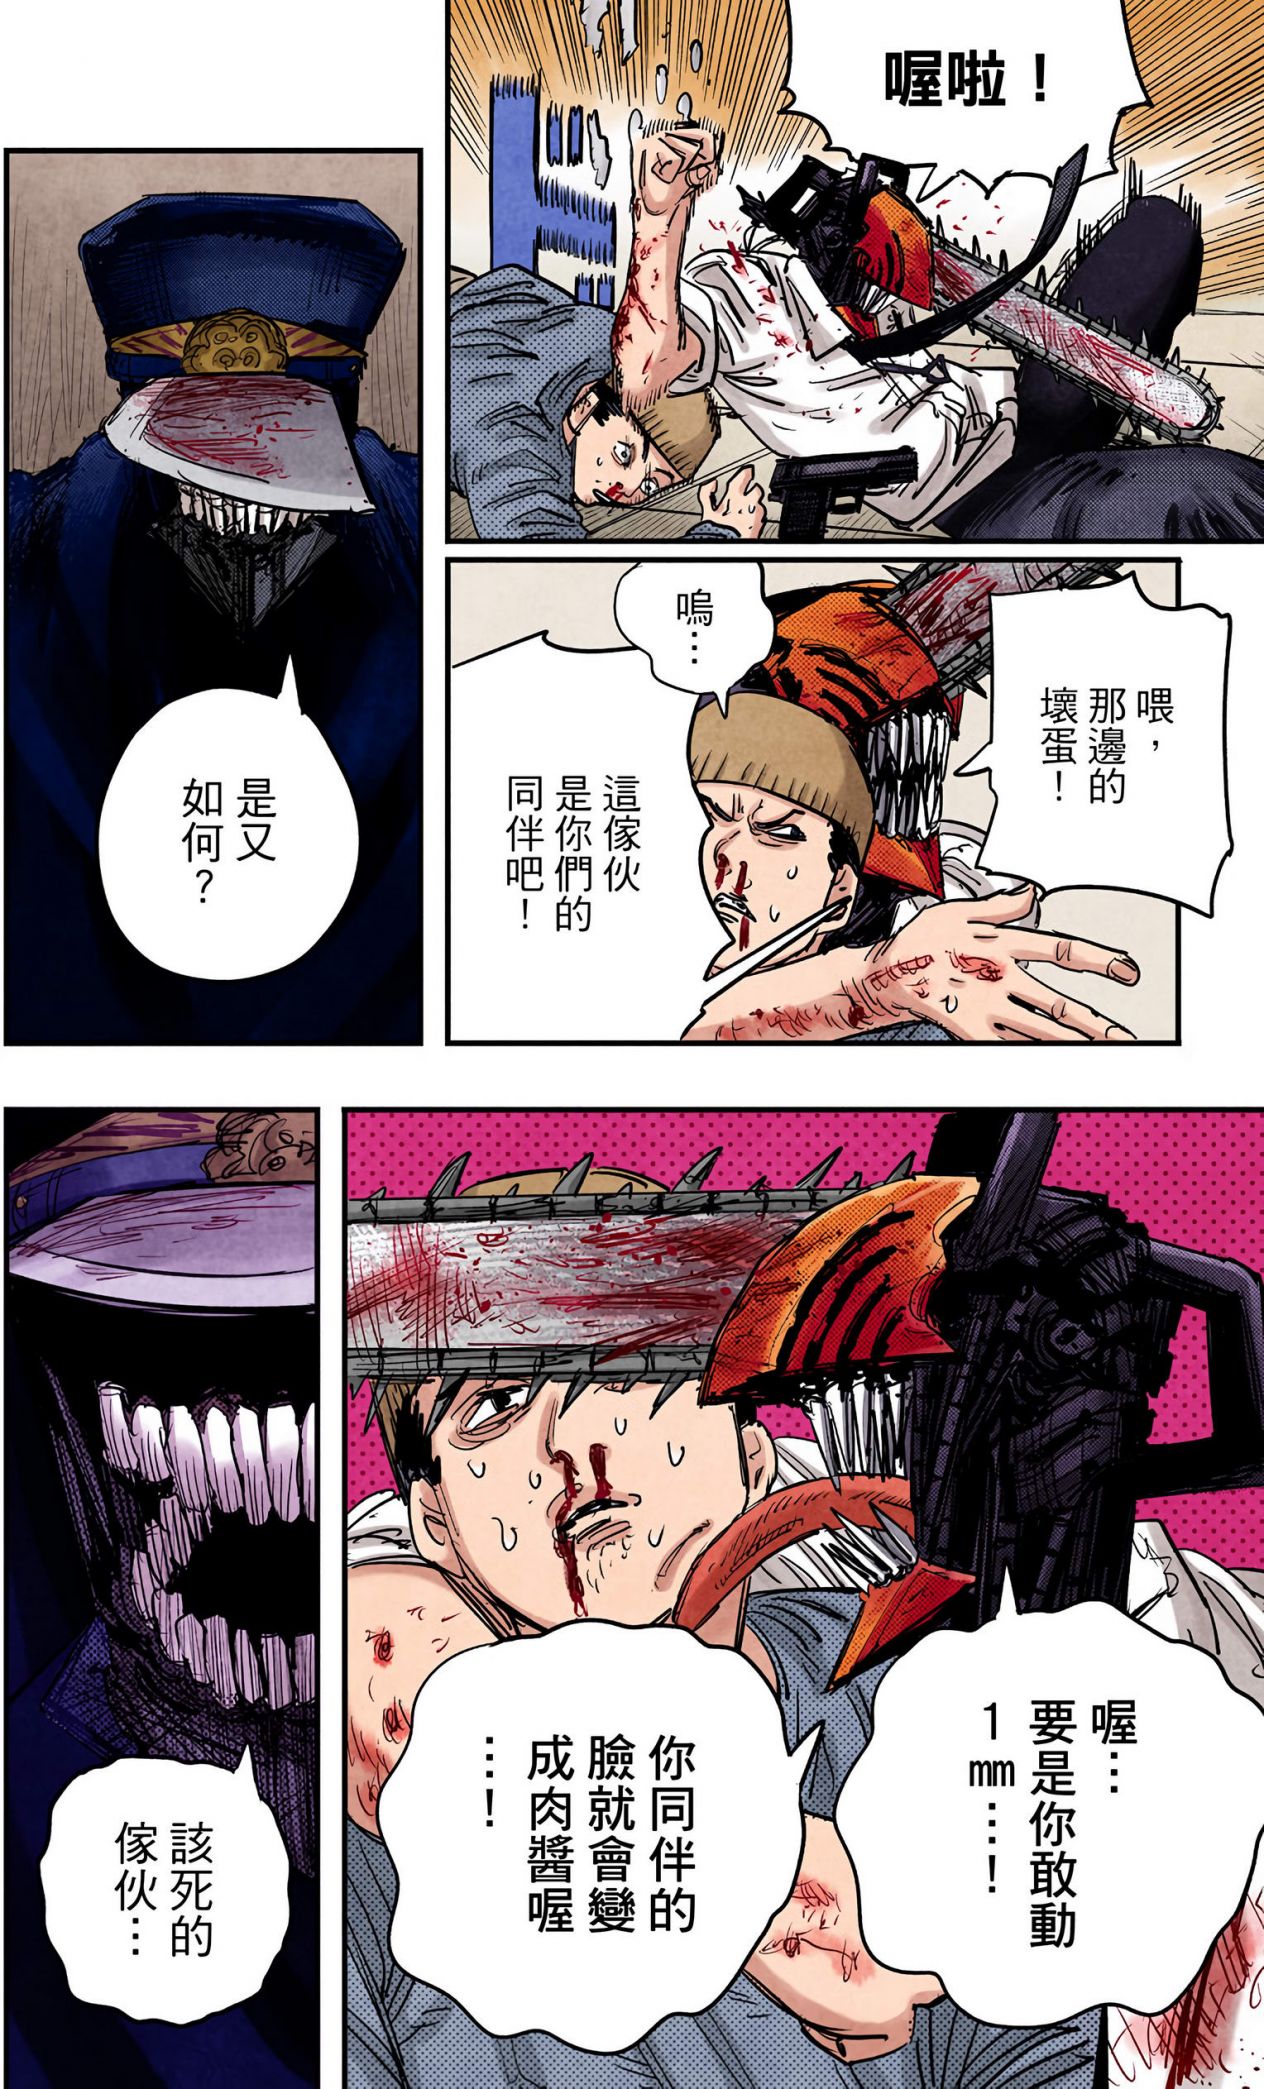 喔啦！
喂，
那邊的
壞蛋！
嗚…
這傢伙
是你們的
同伴吧！
是又
如何？
喔…
要是你敢動
1mm…！
你同伴的
臉就會變
成肉醬喔
…！
該死的
傢伙…